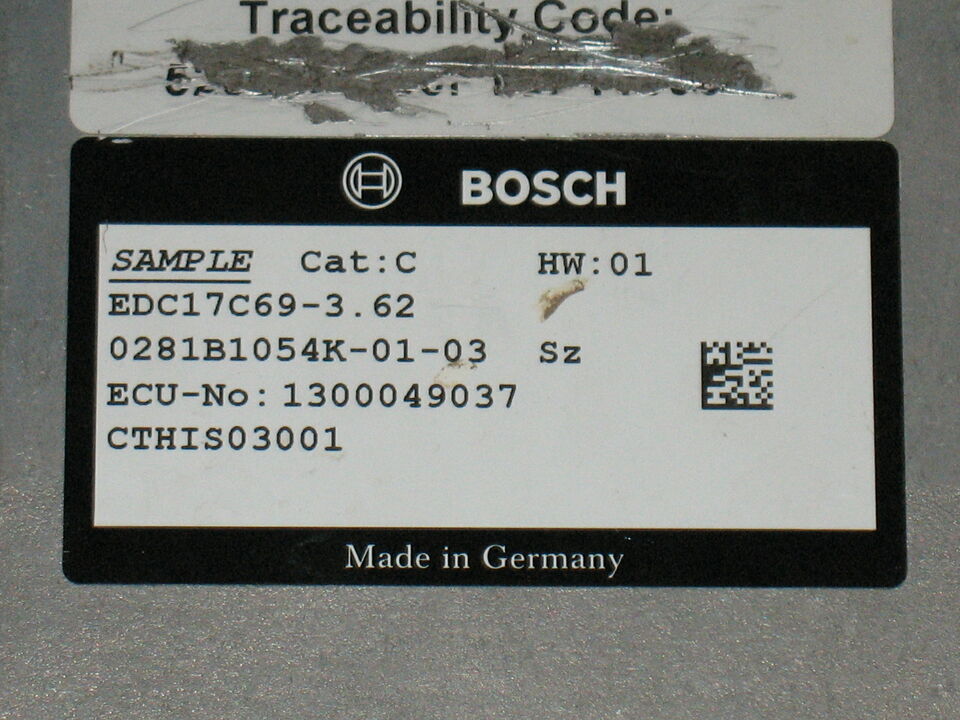 Traceability Code:
BOSCH
SAMPLE Cat:C HW:01
EDC17C69-3.62
0281B1054K-01-03 Sz
ECU-No:1300049037
CTHIS03001
Made in Germany